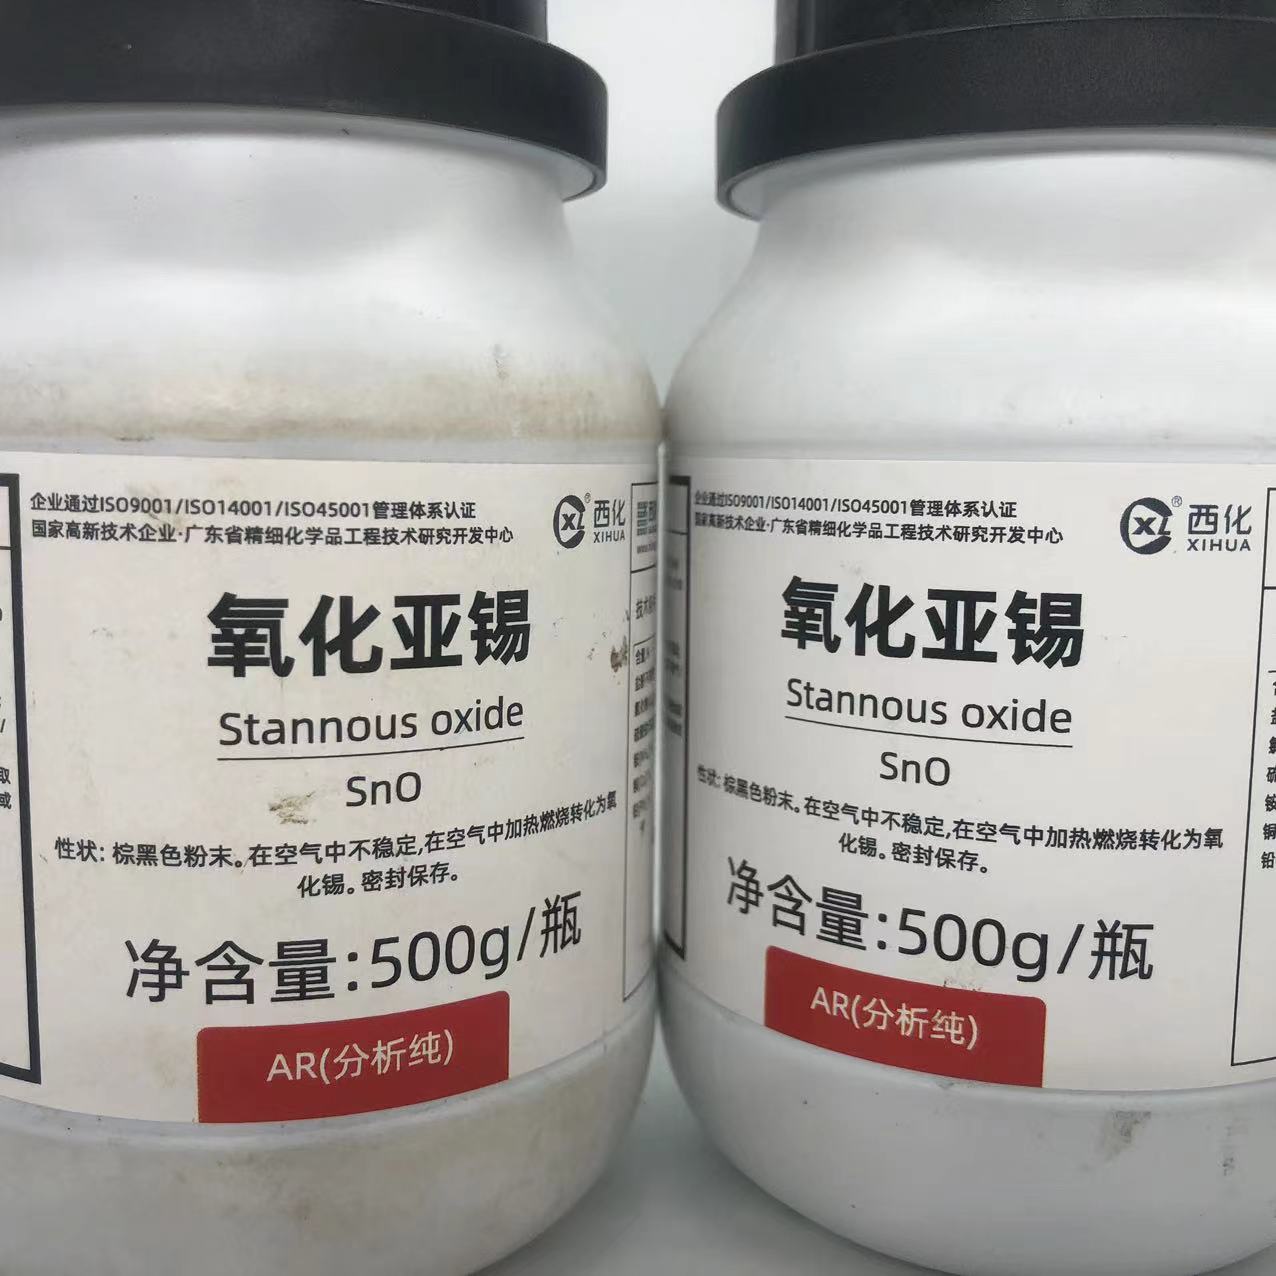 企业通过ISO9001/ISO14001/ISO45001管理体系认证
国家高新技术企业·广东省精细化学品工程技术研究开发中心
XL
®
西化
XIHUA
氧化亚锡
Stannous oxide
SnO
性状: 棕黑色粉末。在空气中不稳定,在空气中加热燃烧转化为氧
化锡。密封保存。
净含量:500g/瓶
AR(分析纯)
企业通过ISO9001/ISO14001/ISO45001管理体系认证
国家高新技术企业·广东省精细化学品工程技术研究开发中心
XL
®
西化
XIHUA
氧化亚锡
Stannous oxide
SnO
性状: 棕黑色粉末。在空气中不稳定,在空气中加热燃烧转化为氧
化锡。密封保存。
净含量:500g/瓶
AR(分析纯)
取
或
技术
硫
铵
铜
铅